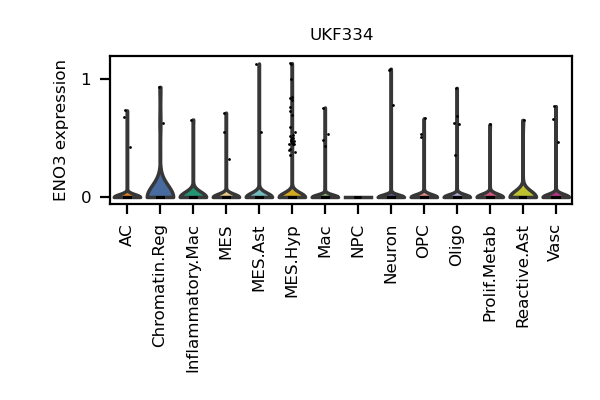 UKF334
ENO3 expression
1
0
AC
Chromatin.Reg
Inflammatory.Mac
MES
MES.Ast
MES.Hyp
Mac
NPC
Neuron
OPC
Oligo
Prolif.Metab
Reactive.Ast
Vasc